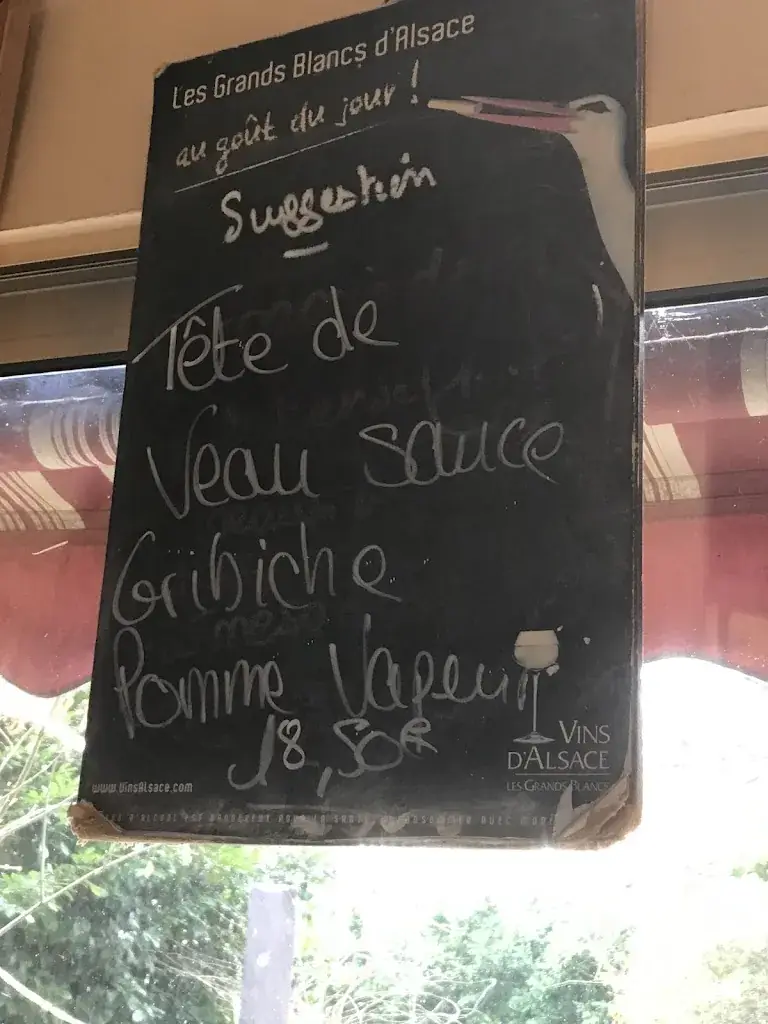 Les Grands Blancs d'Alsace
au goût du jour !
Suggestion
Tête de
Veau sauce
Gribiche
Pomme Vapeur
18,50€
Vins
d'Alsace
Les Grands Blancs
www.VinsAlsace.com